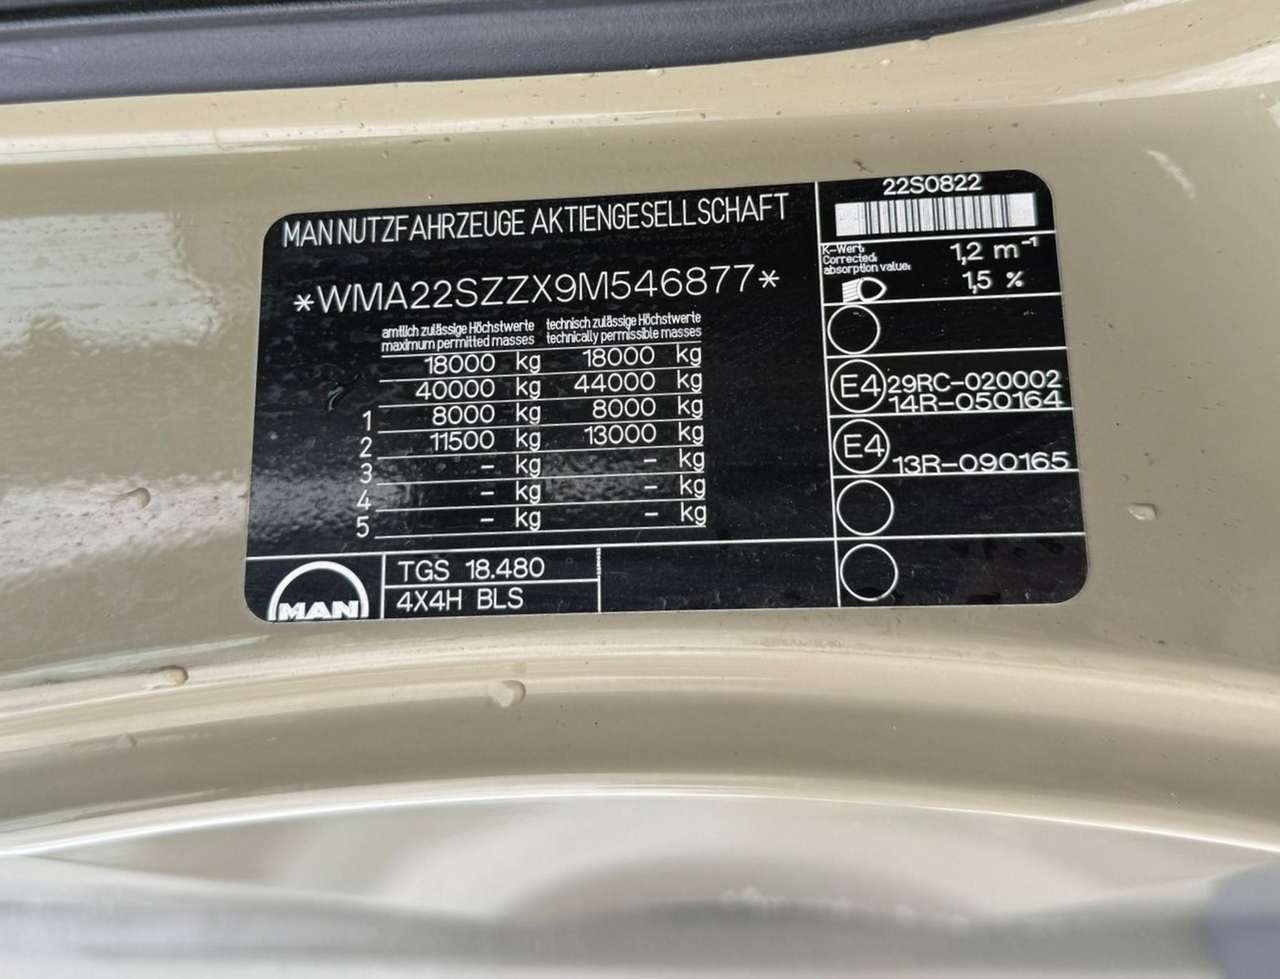 MAN NUTZFAHRZEUGE AKTIENGESELLSCHAFT
*WMA22SZZX9M546877*
amtlich zulässige Höchstwerte technisch zulässige Höchstwerte
maximum permitted masses technically permissible masses
18000 kg 18000 kg
40000 kg 44000 kg
1 8000 kg 8000 kg
2 11500 kg 13000 kg
3 – kg – kg
4 – kg – kg
5 – kg – kg
MAN
TGS 18.480
4X4H BLS
22S0822
K-Wert:
Corrected
absorption value:
1,2 m⁻¹
1,5 %
E4 29RC-020002
14R-050164
E4 13R-090165